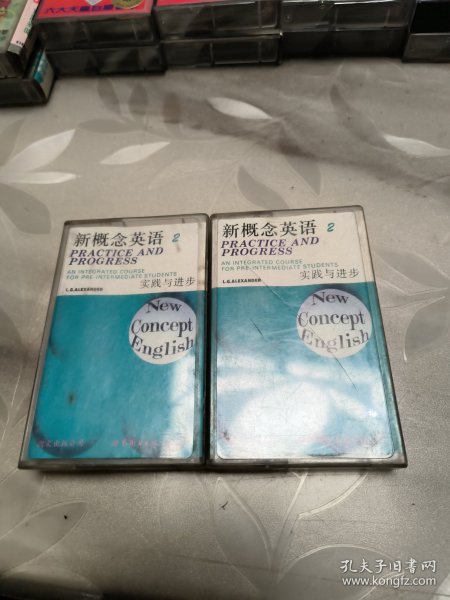 新概念英语 2
PRACTICE AND
PROGRESS
AN INTEGRATED COURSE
FOR PRE-INTERMEDIATE STUDENTS
实践与进步
L.G.ALEXANDER
New
Concept
English
新概念英语 2
PRACTICE AND
PROGRESS
AN INTEGRATED COURSE
FOR PRE-INTERMEDIATE STUDENTS
实践与进步
L.G.ALEXANDER
New
Concept
English
孔夫子旧书网
www.kongfz.com